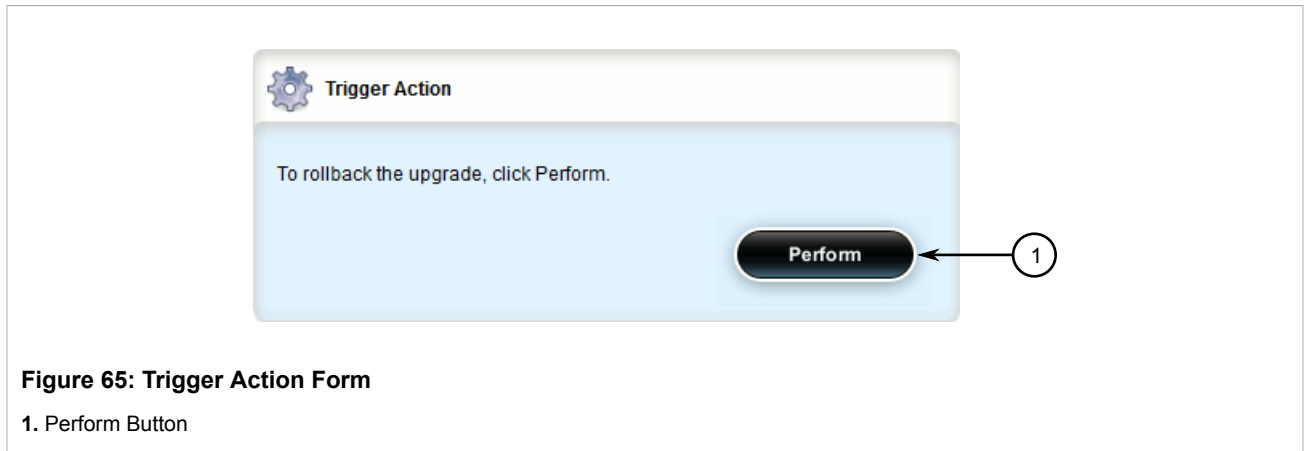 Trigger Action
To rollback the upgrade, click Perform.
Perform
1
Figure 65: Trigger Action Form
1. Perform Button